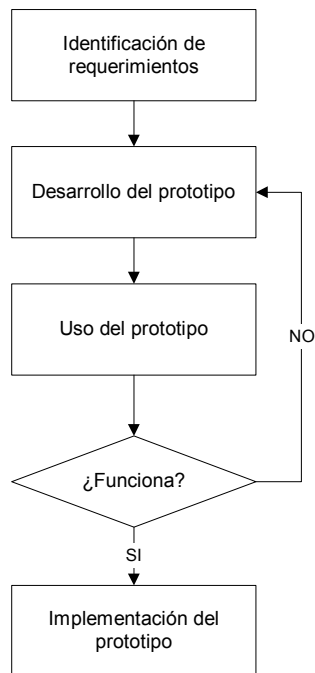 Identificación de
requerimientos
Desarrollo del prototipo
Uso del prototipo
NO
¿Funciona?
SI
Implementación del
prototipo